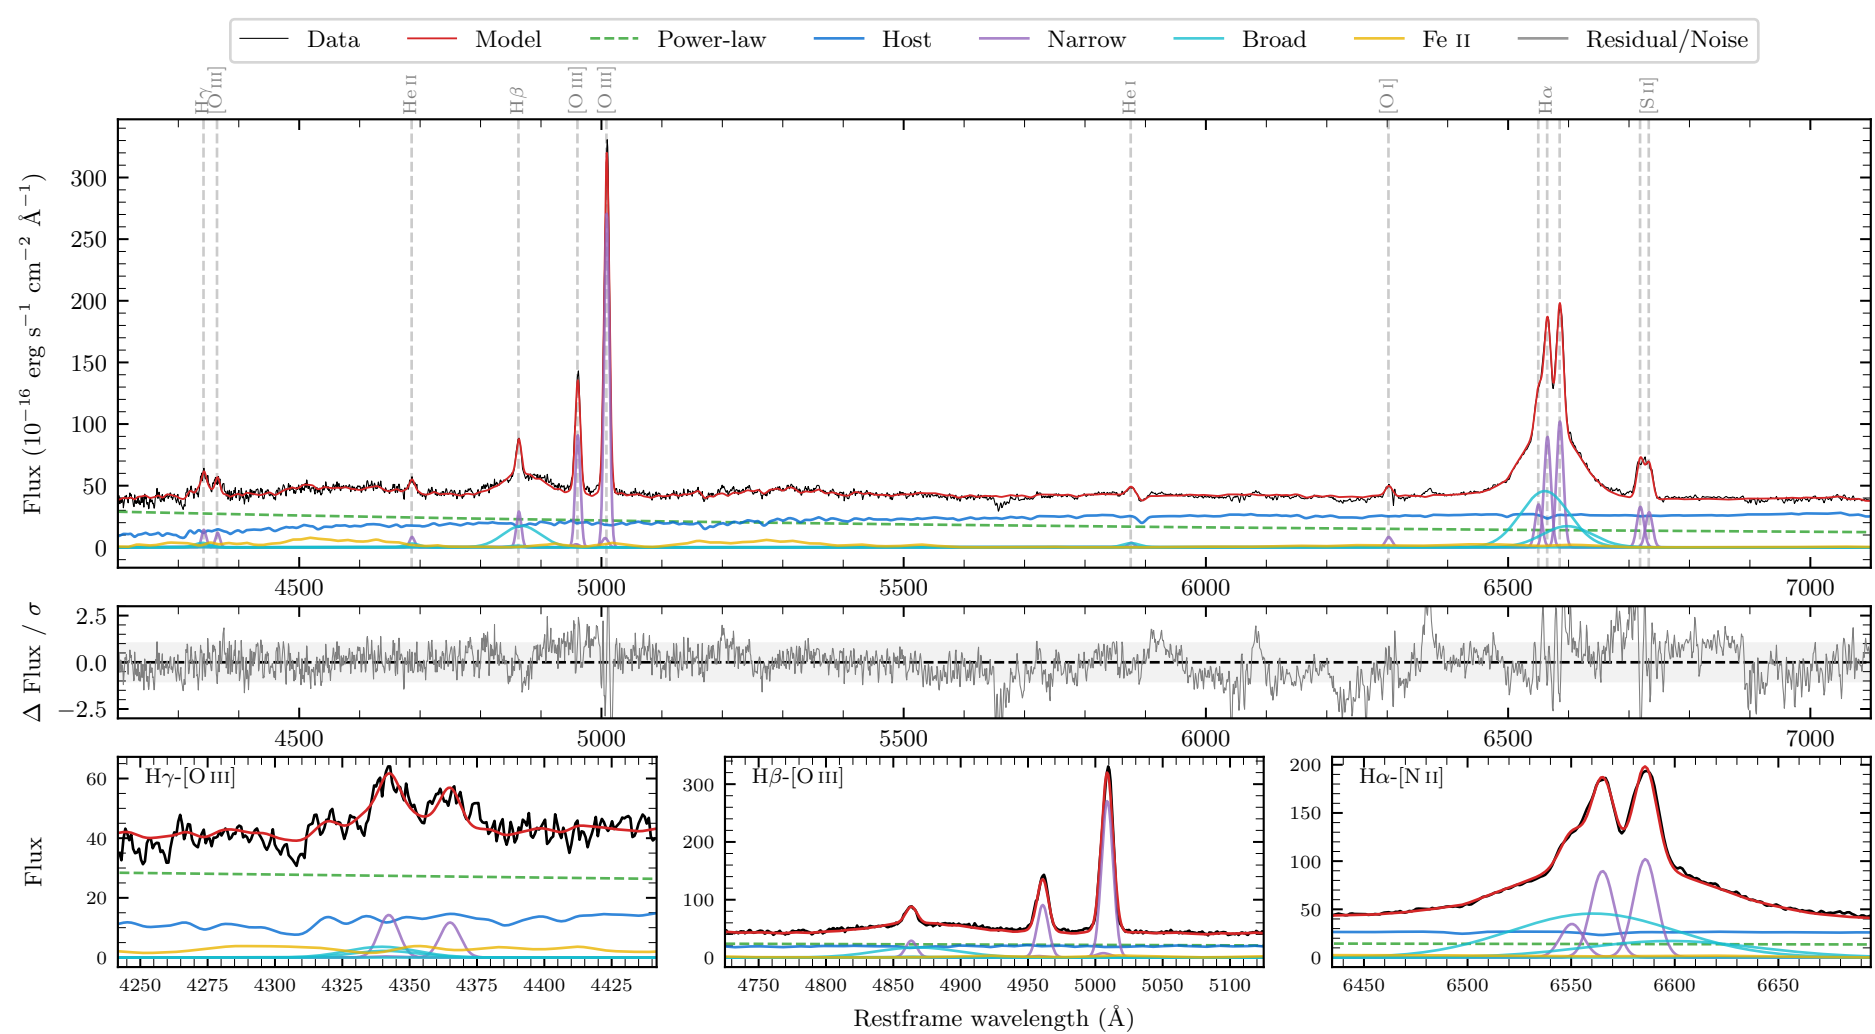 Data Model Power-law Host Narrow Broad Fe II Residual/Noise
Hγ [O III] He II Hβ [O III] [O III] He I [O I] Hα [S II]
Flux (10⁻¹⁶ erg s⁻¹ cm⁻² Å⁻¹)
300
250
200
150
100
50
0
4500 5000 5500 6000 6500 7000
Δ Flux / σ
2.5
0.0
−2.5
4500 5000 5500 6000 6500 7000
Flux
Hγ-[O III]
60
40
20
0
4250 4275 4300 4325 4350 4375 4400 4425
Hβ-[O III]
300
200
100
0
4750 4800 4850 4900 4950 5000 5050 5100
Hα-[N II]
200
150
100
50
0
6450 6500 6550 6600 6650
Restframe wavelength (Å)